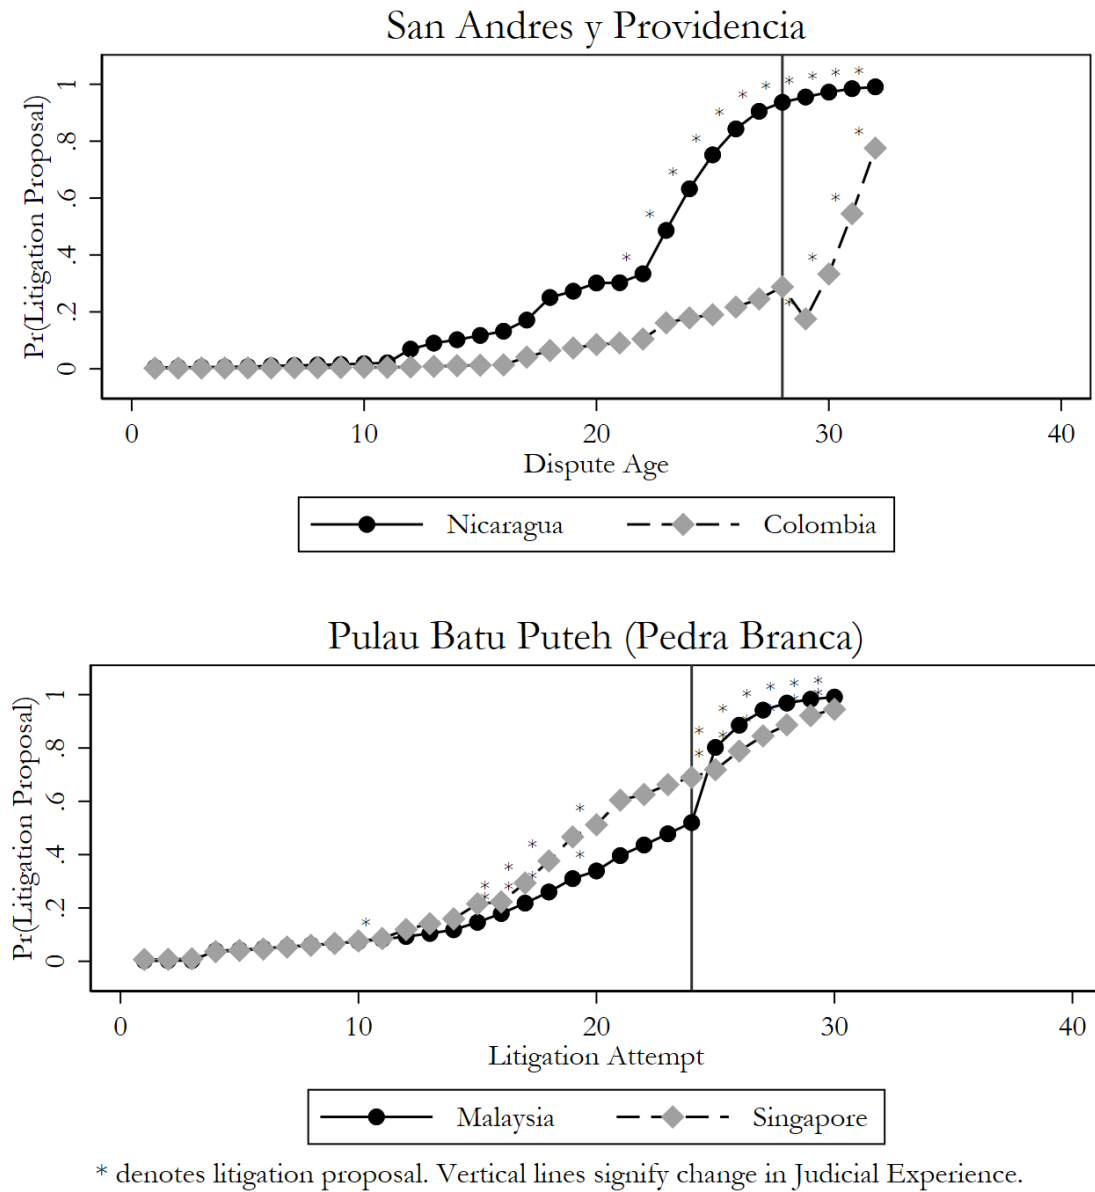 San Andres y Providencia
Pr(Litigation Proposal)
1
.8
.6
.4
.2
0
0 10 20 30 40
Dispute Age
Nicaragua Colombia
Pulau Batu Puteh (Pedra Branca)
Pr(Litigation Proposal)
1
.8
.6
.4
.2
0
0 10 20 30 40
Litigation Attempt
Malaysia Singapore
* denotes litigation proposal. Vertical lines signify change in Judicial Experience.